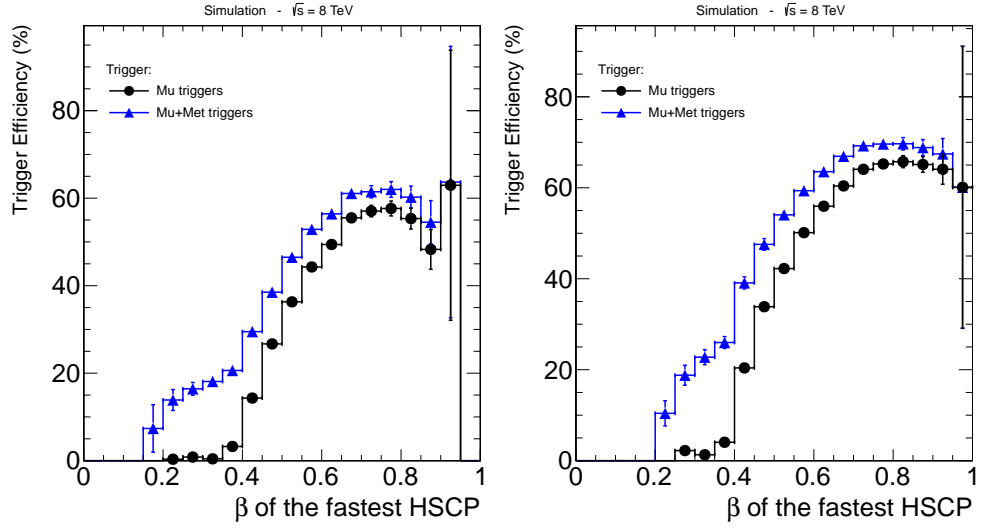 Simulation - √s = 8 TeV
Trigger Efficiency (%)
Trigger:
Mu triggers
Mu+Met triggers
80
60
40
20
0
0 0.2 0.4 0.6 0.8 1
β of the fastest HSCP
Simulation - √s = 8 TeV
Trigger Efficiency (%)
Trigger:
Mu triggers
Mu+Met triggers
80
60
40
20
0
0 0.2 0.4 0.6 0.8 1
β of the fastest HSCP